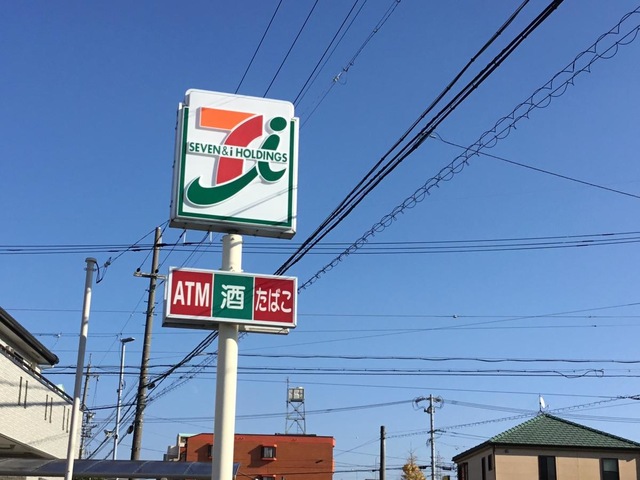 7i
SEVEN&i HOLDINGS
ATM 酒 たばこ